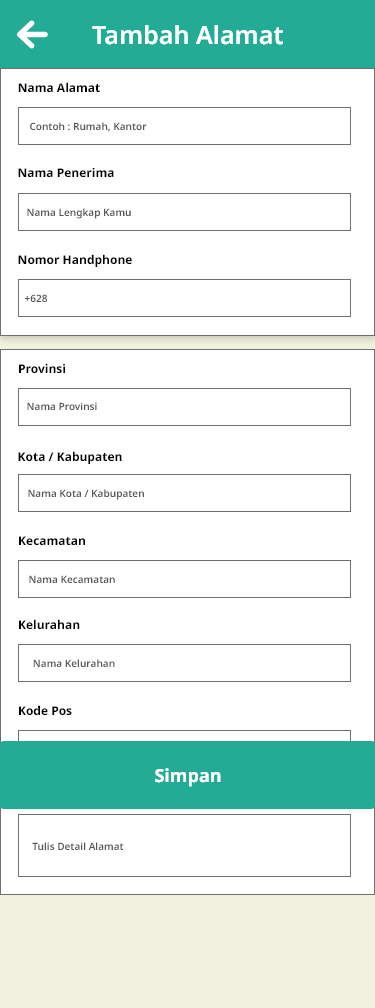 Tambah Alamat
Nama Alamat
Contoh : Rumah, Kantor
Nama Penerima
Nama Lengkap Kamu
Nomor Handphone
+628
Provinsi
Nama Provinsi
Kota / Kabupaten
Nama Kota / Kabupaten
Kecamatan
Nama Kecamatan
Kelurahan
Nama Kelurahan
Kode Pos
Simpan
Tulis Detail Alamat